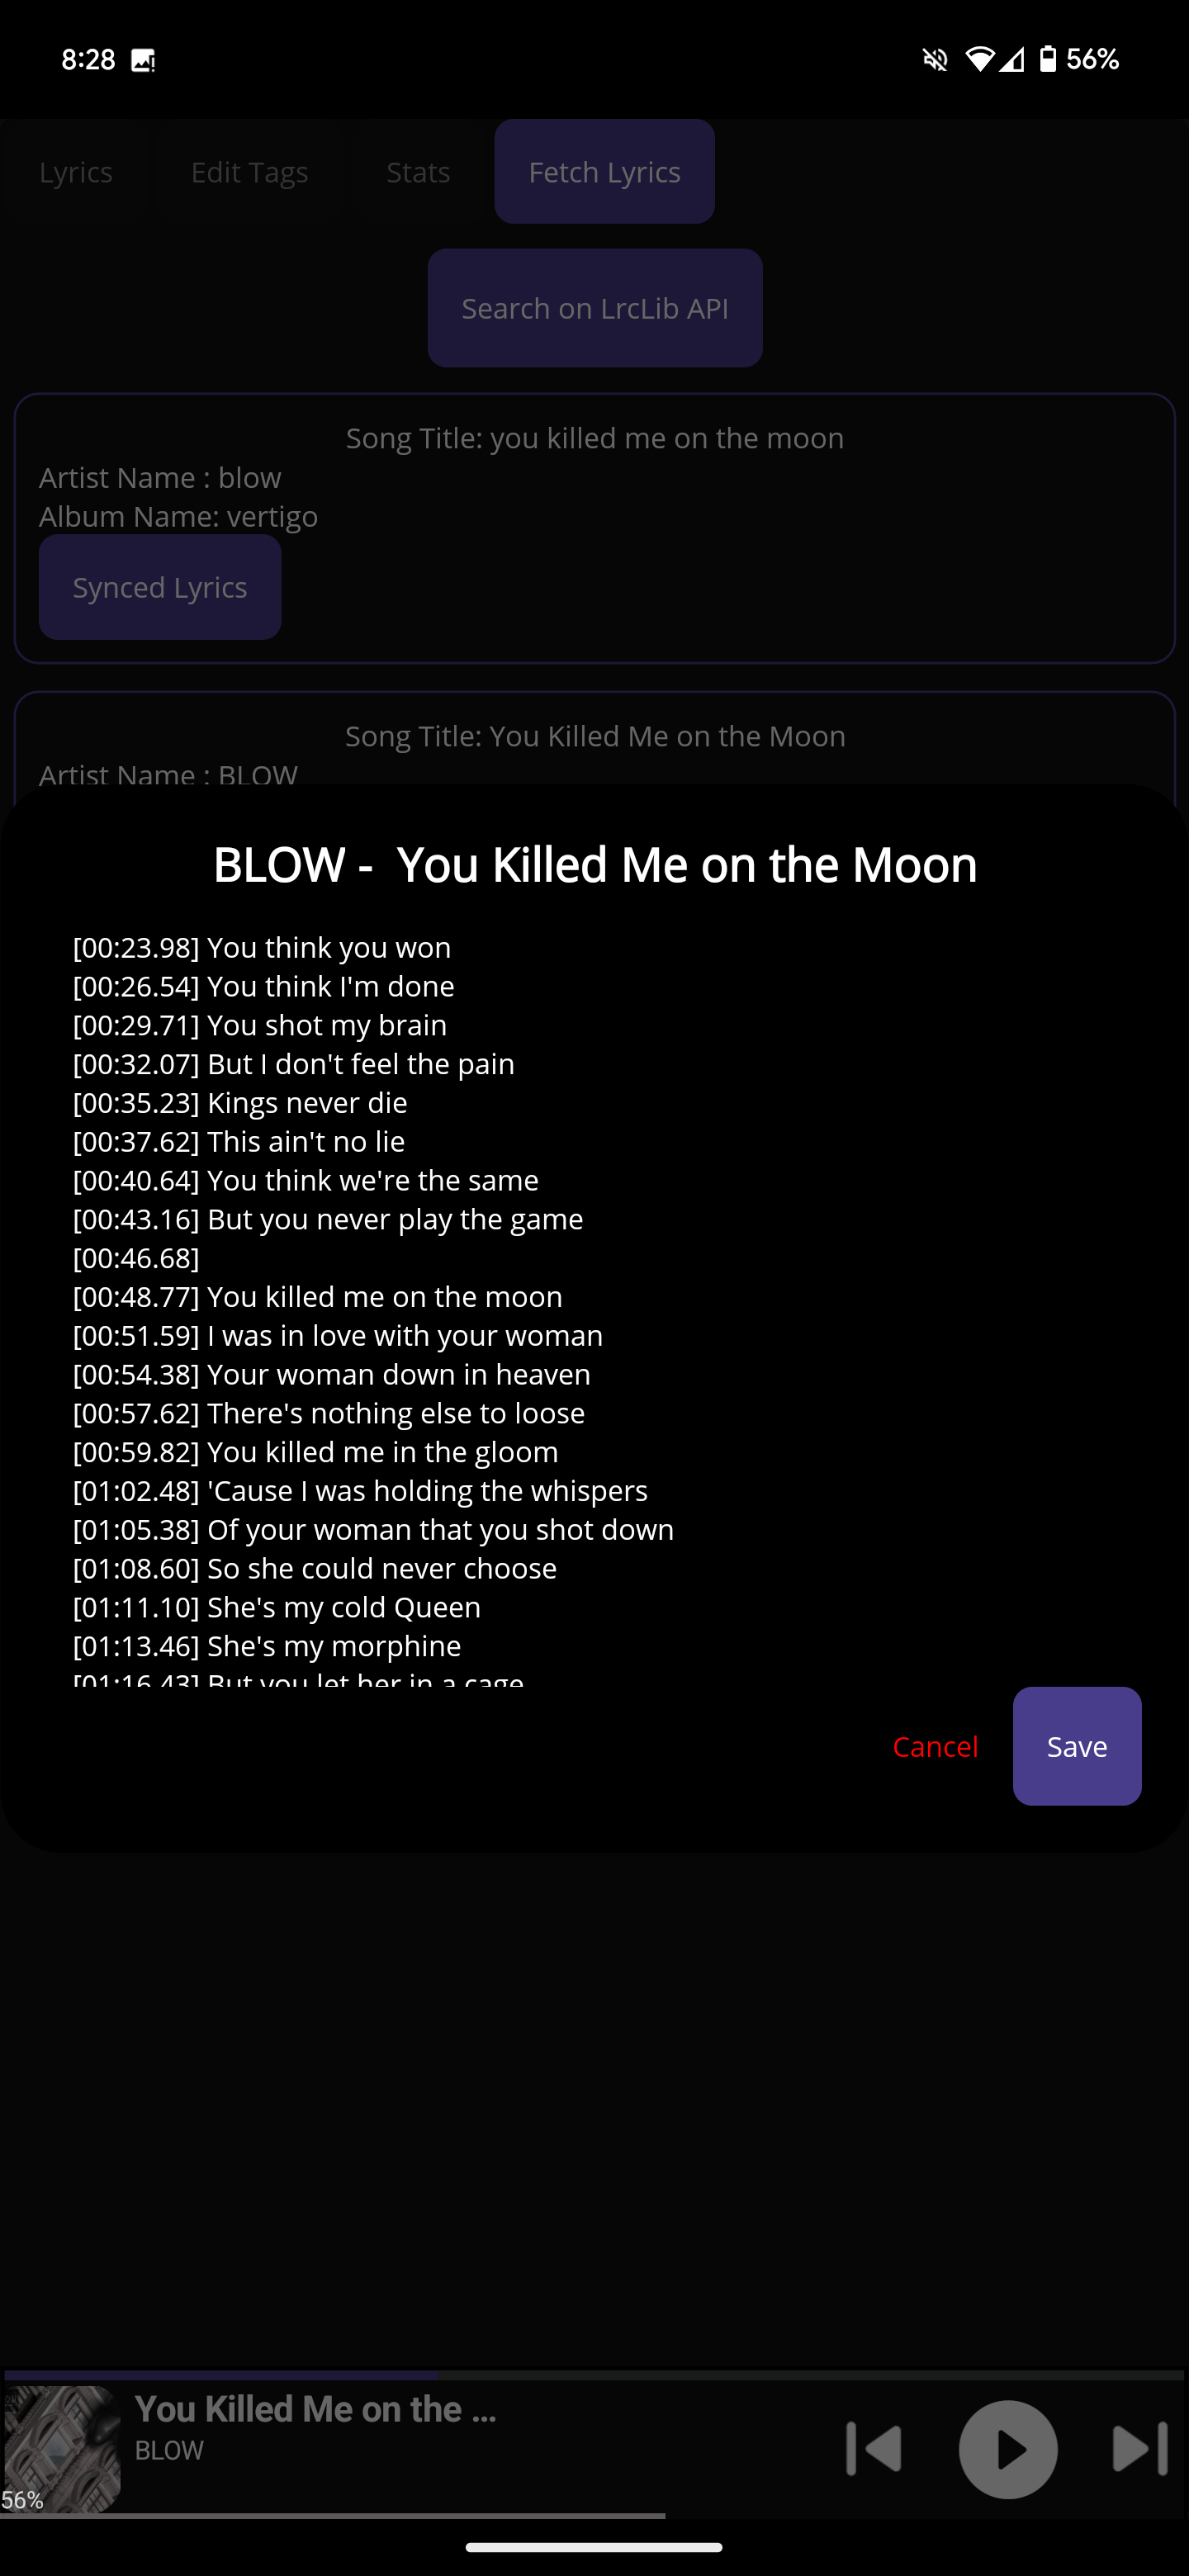 8:28
56%
Lyrics Edit Tags Stats Fetch Lyrics
Search on LrcLib API
Song Title: you killed me on the moon
Artist Name : blow
Album Name: vertigo
Synced Lyrics
Song Title: You Killed Me on the Moon
Artist Name : BLOW
BLOW -  You Killed Me on the Moon
[00:23.98] You think you won
[00:26.54] You think I'm done
[00:29.71] You shot my brain
[00:32.07] But I don't feel the pain
[00:35.23] Kings never die
[00:37.62] This ain't no lie
[00:40.64] You think we're the same
[00:43.16] But you never play the game
[00:46.68]
[00:48.77] You killed me on the moon
[00:51.59] I was in love with your woman
[00:54.38] Your woman down in heaven
[00:57.62] There's nothing else to loose
[00:59.82] You killed me in the gloom
[01:02.48] 'Cause I was holding the whispers
[01:05.38] Of your woman that you shot down
[01:08.60] So she could never choose
[01:11.10] She's my cold Queen
[01:13.46] She's my morphine
[01:16.43] But you let her in a cage
Cancel Save
You Killed Me on the ...
BLOW
56%